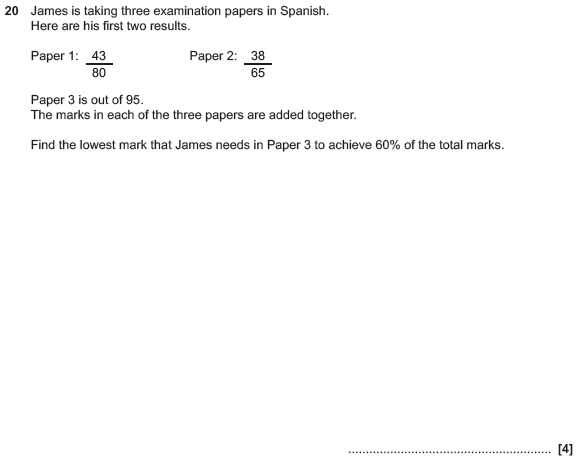 20 James is taking three examination papers in Spanish.
Here are his first two results.
Paper 1: 43/80 Paper 2: 38/65
Paper 3 is out of 95.
The marks in each of the three papers are added together.
Find the lowest mark that James needs in Paper 3 to achieve 60% of the total marks.
.......................................................... [4]